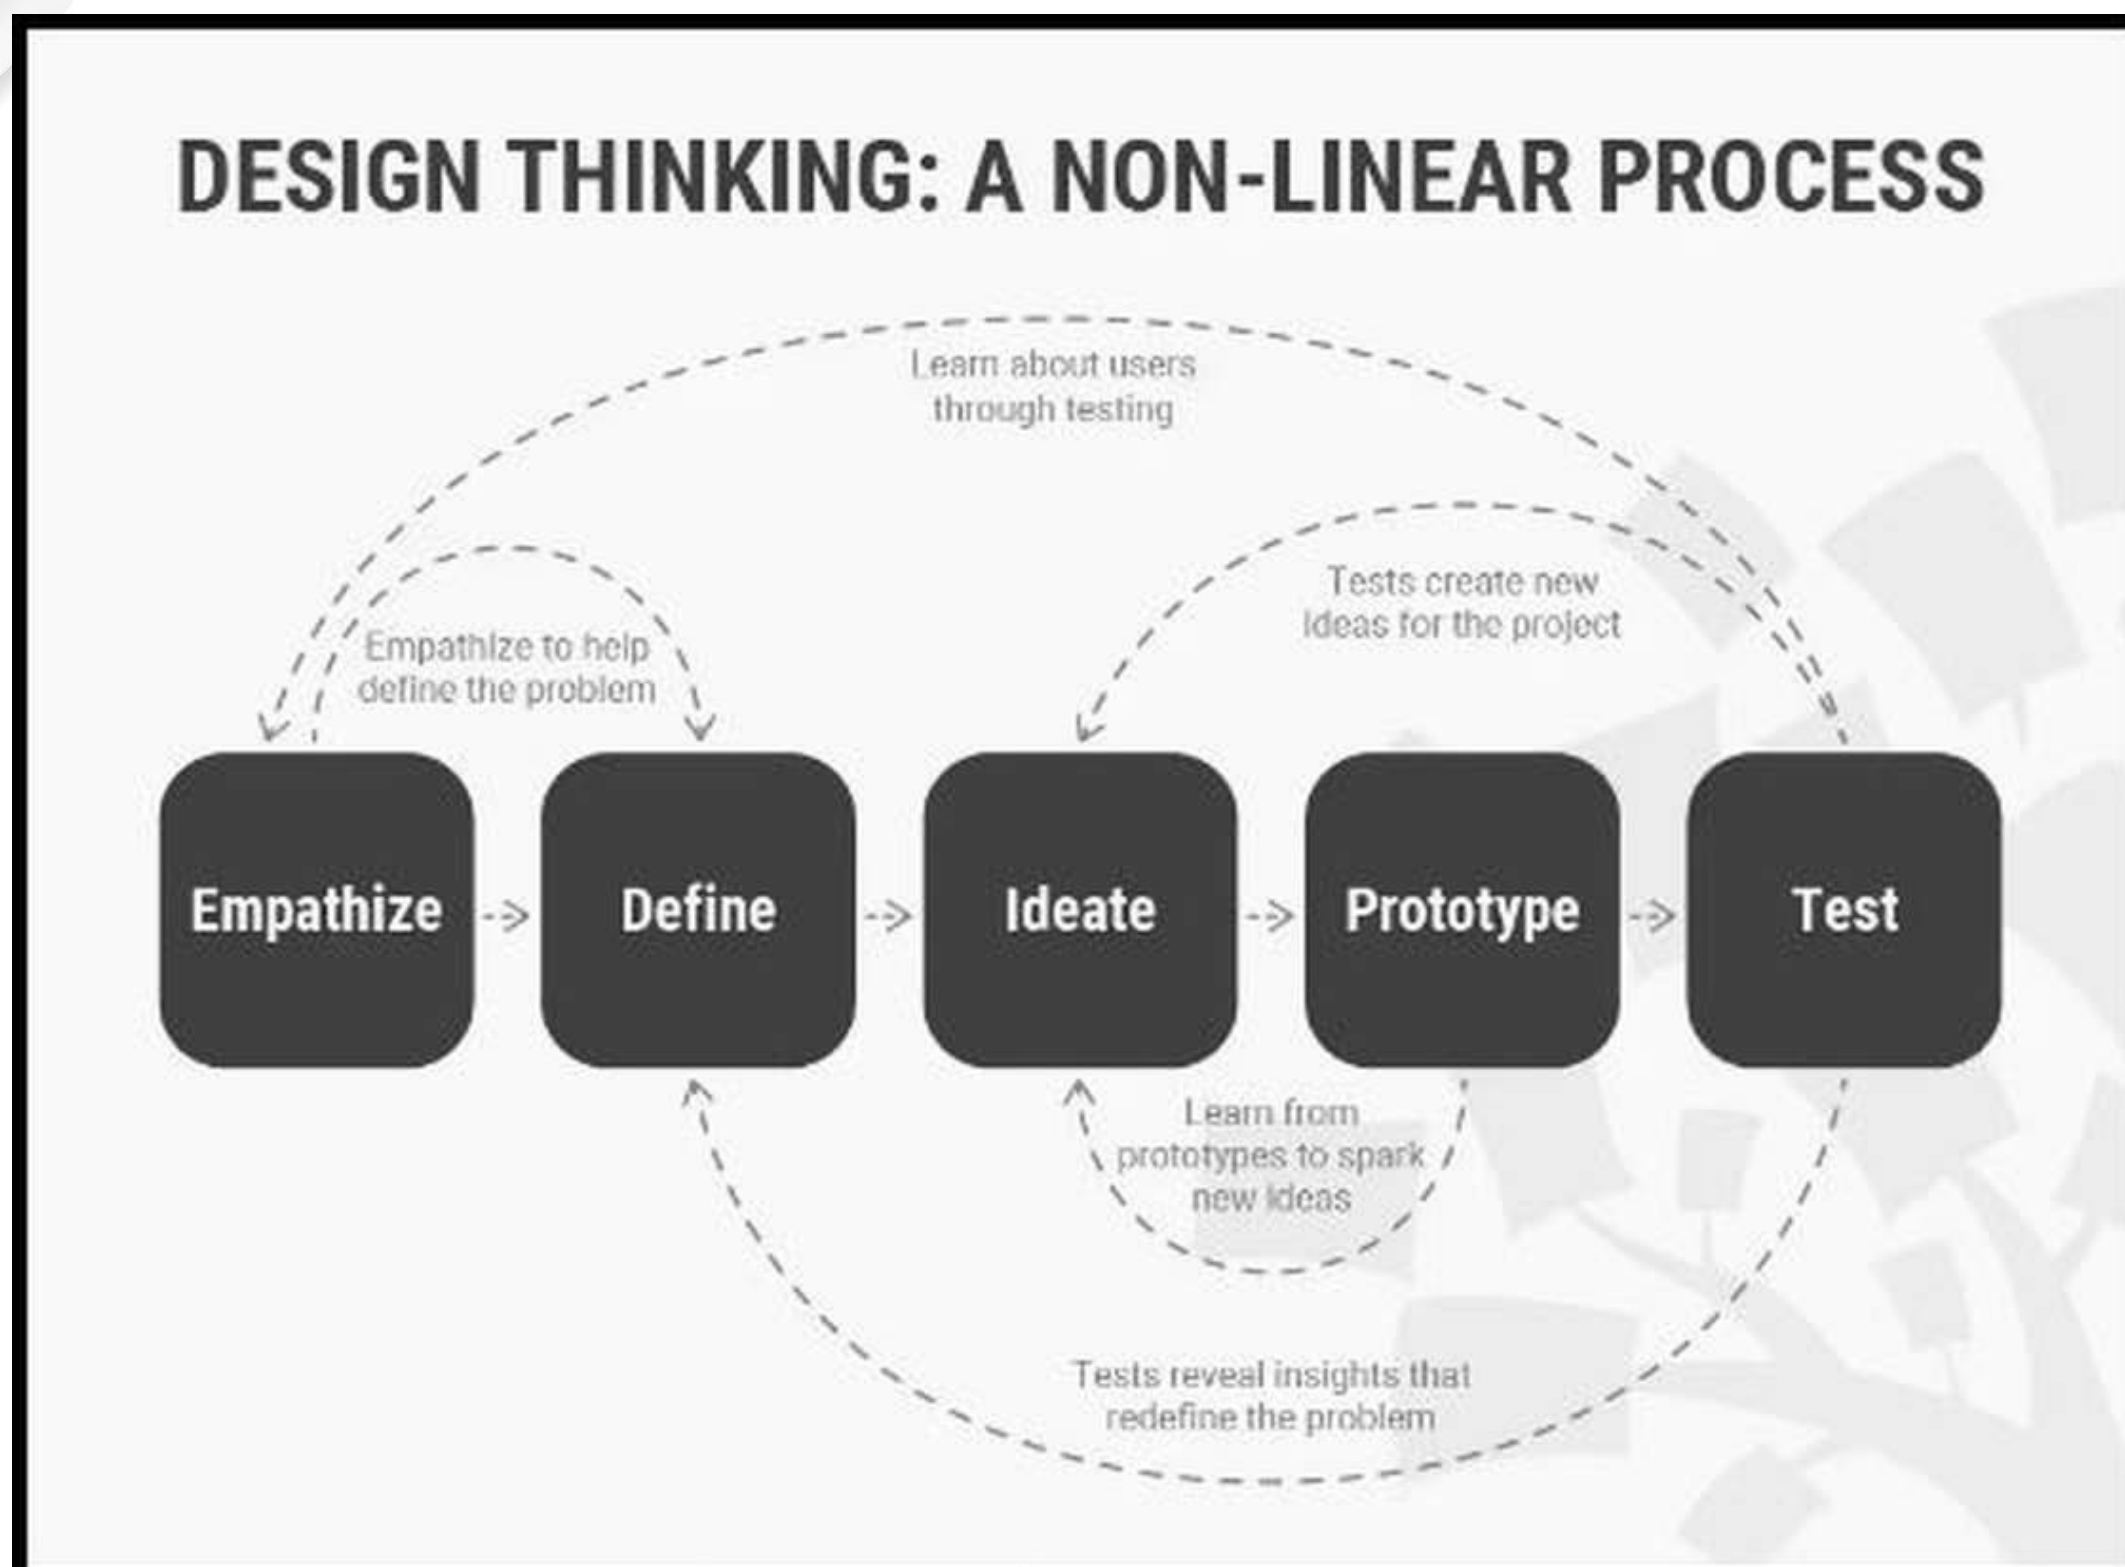 DESIGN THINKING: A NON-LINEAR PROCESS
Learn about users
through testing
Tests create new
ideas for the project
Empathize to help
define the problem
Empathize
Define
Ideate
Prototype
Test
Learn from
prototypes to spark
new ideas
Tests reveal insights that
redefine the problem